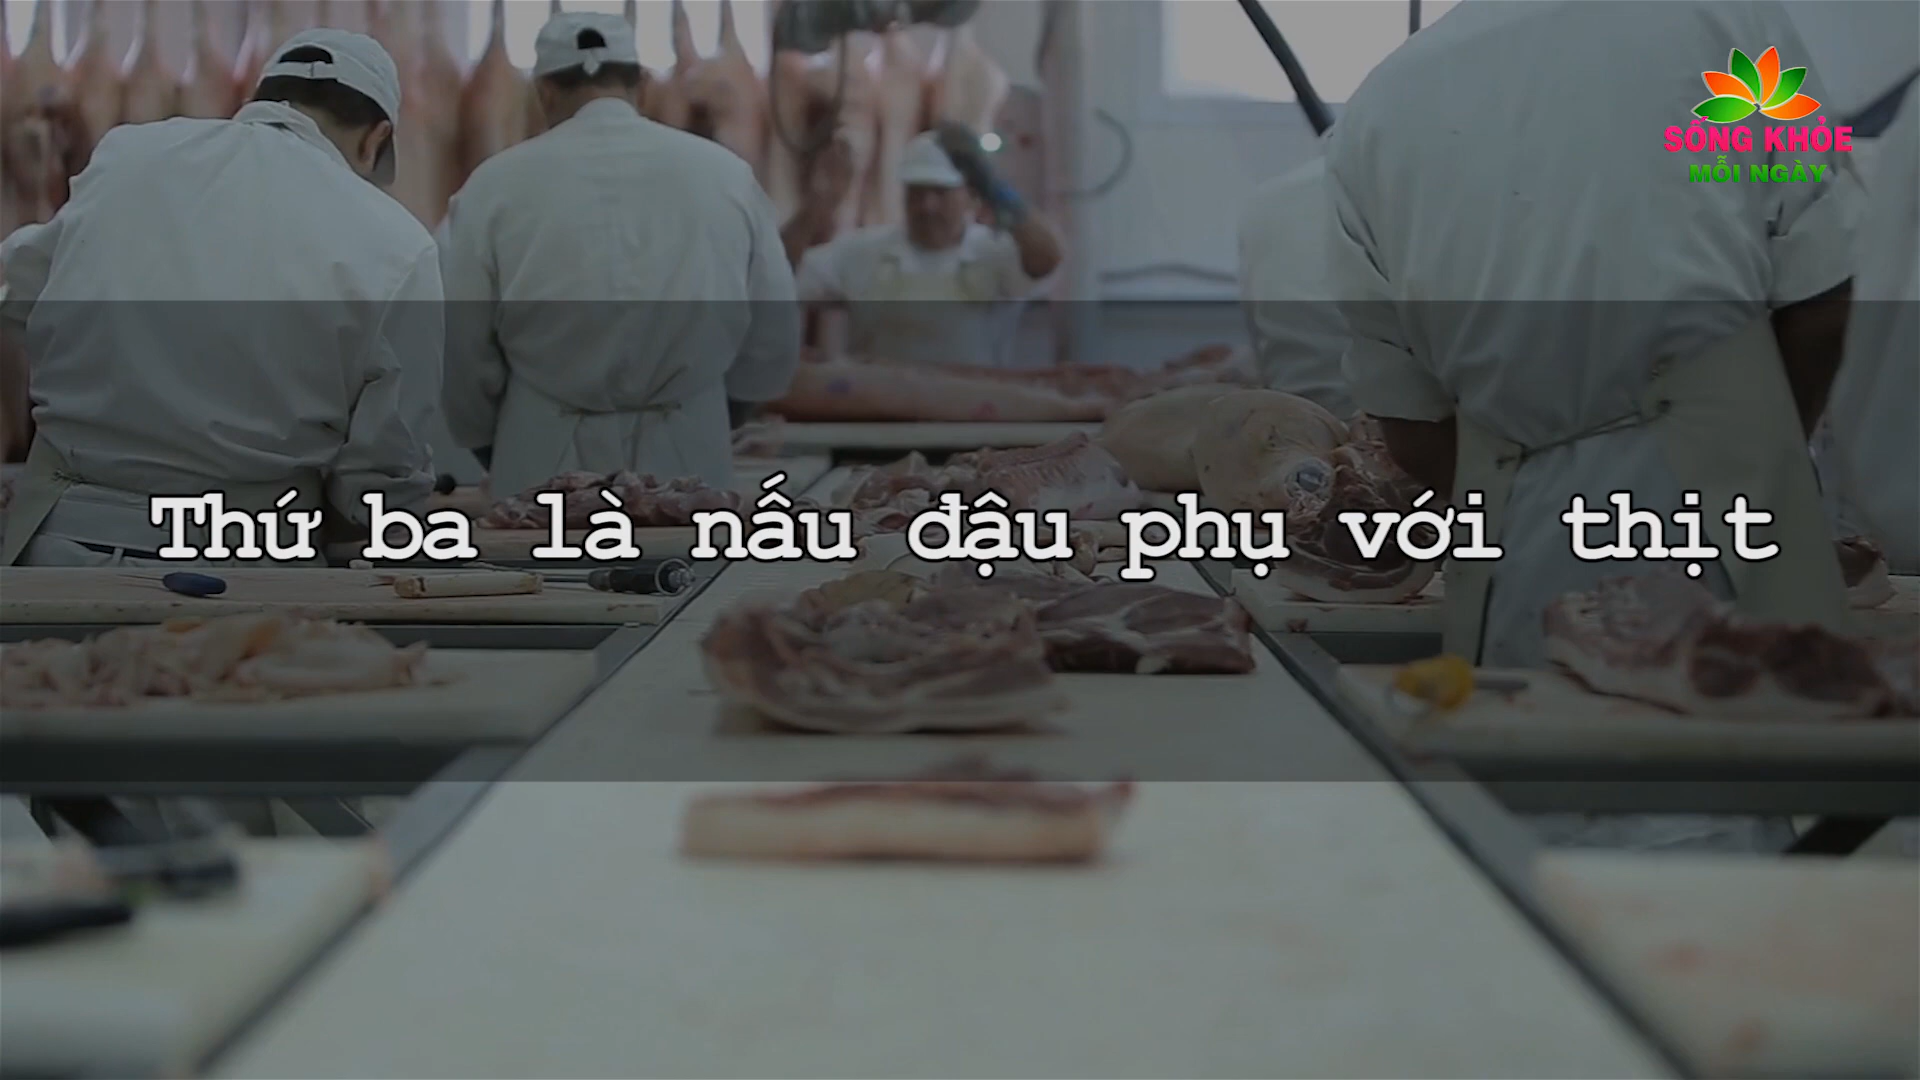 SỐNG KHỎE
MỖI NGÀY
Thứ ba là nấu đậu phụ với thịt